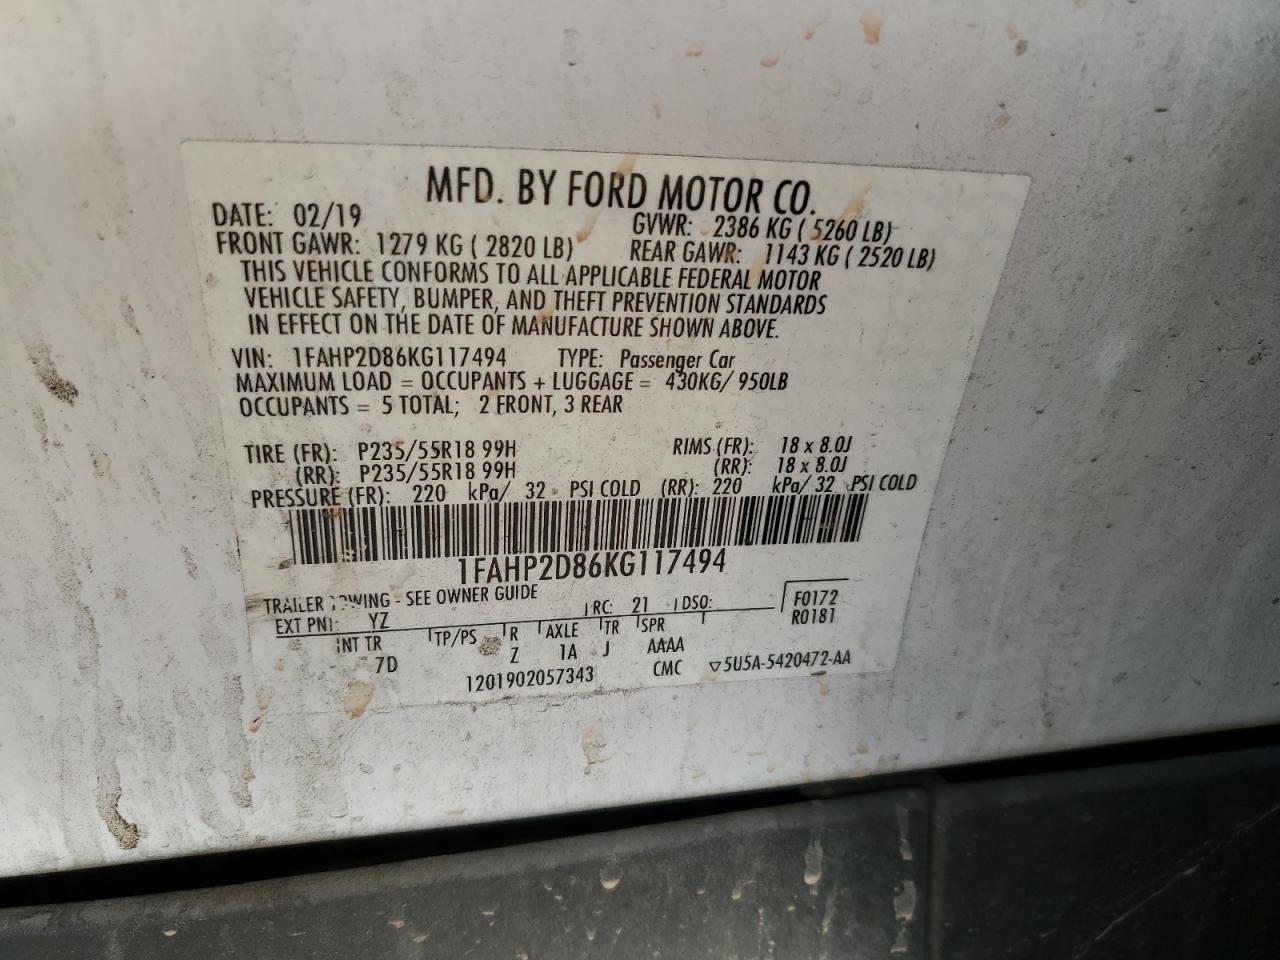 MFD. BY FORD MOTOR CO.
DATE: 02/19 GVWR: 2386 KG ( 5260 LB)
FRONT GAWR: 1279 KG ( 2820 LB) REAR GAWR: 1143 KG ( 2520 LB)
THIS VEHICLE CONFORMS TO ALL APPLICABLE FEDERAL MOTOR
VEHICLE SAFETY, BUMPER, AND THEFT PREVENTION STANDARDS
IN EFFECT ON THE DATE OF MANUFACTURE SHOWN ABOVE.
VIN: 1FAHP2D86KG117494 TYPE: Passenger Car
MAXIMUM LOAD = OCCUPANTS + LUGGAGE = 430KG/ 950LB
OCCUPANTS = 5 TOTAL; 2 FRONT, 3 REAR
TIRE (FR): P235/55R18 99H RIMS (FR): 18 x 8.0J
(RR): P235/55R18 99H (RR): 18 x 8.0J
PRESSURE (FR): 220 kPa/ 32 PSI COLD (RR): 220 kPa/ 32 PSI COLD
1FAHP2D86KG117494
TRAILER TOWING - SEE OWNER GUIDE
EXT PNT: YZ RC: 21 DSO: F0172
R0181
INT TR TP/PS R AXLE TR SPR
7D Z 1A J AAAA
1201902057343 CMC ▽5U5A-5420472-AA